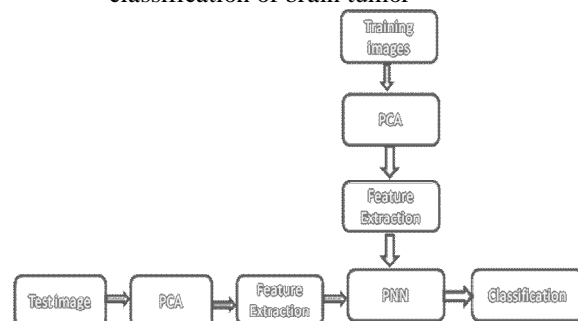 classification of brain tumor
Training
images
PCA
Feature
Extraction
Test image
PCA
Feature
Extraction
PNN
Classification